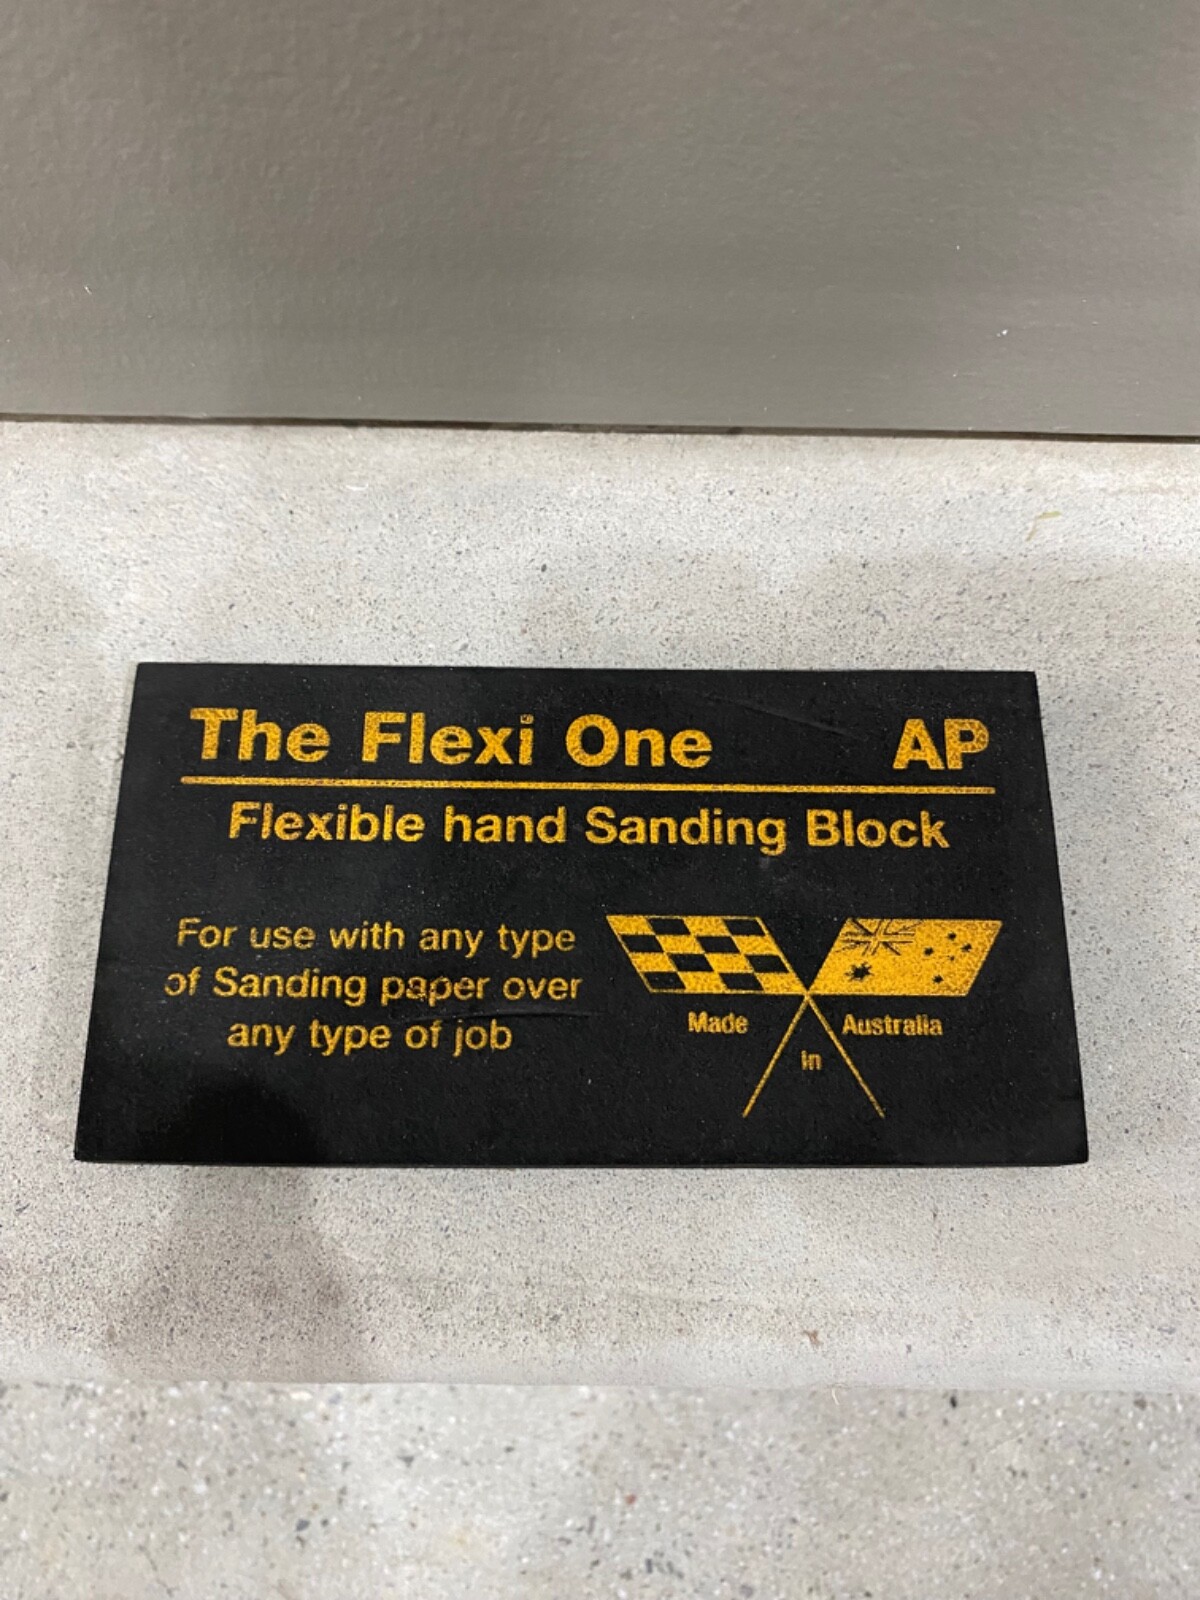 The Flexi One AP
Flexible hand Sanding Block
For use with any type
of Sanding paper over
any type of job
Made in Australia